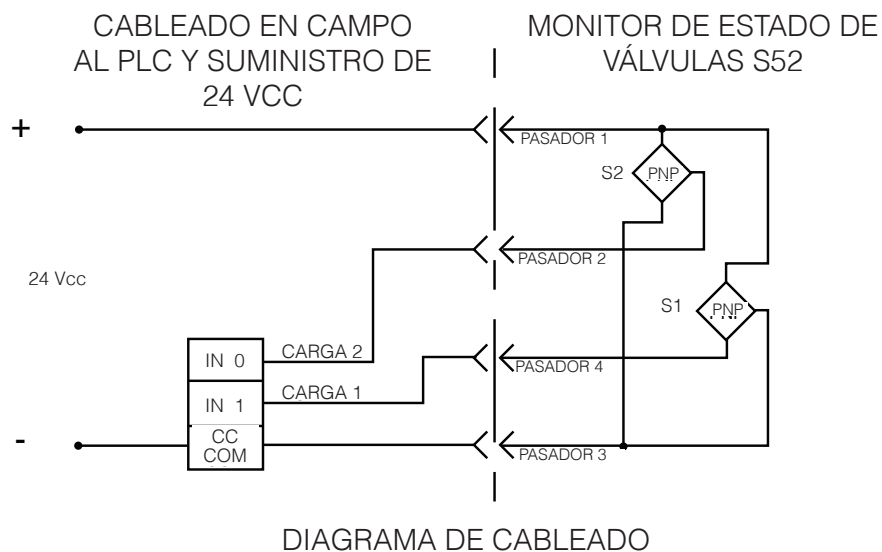 CABLEADO EN CAMPO
AL PLC Y SUMINISTRO DE
24 VCC
MONITOR DE ESTADO DE
VÁLVULAS S52
+
PASADOR 1
S2
PNP
PASADOR 2
24 Vcc
S1
PNP
IN 0
CARGA 2
PASADOR 4
IN 1
CARGA 1
-
CC
COM
PASADOR 3
DIAGRAMA DE CABLEADO